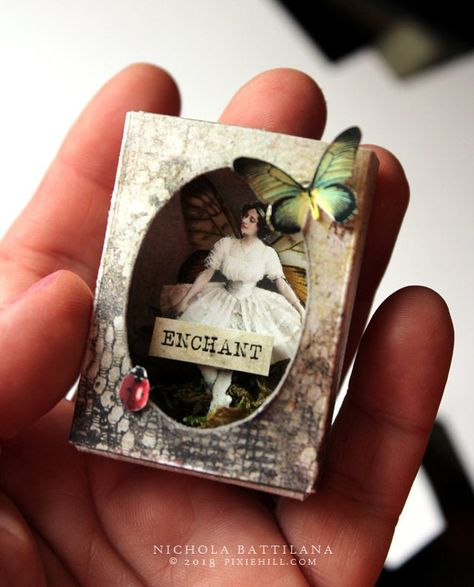 ENCHANT
NICHOLA BATTILANA
© 2018 PIXIEHILL.COM